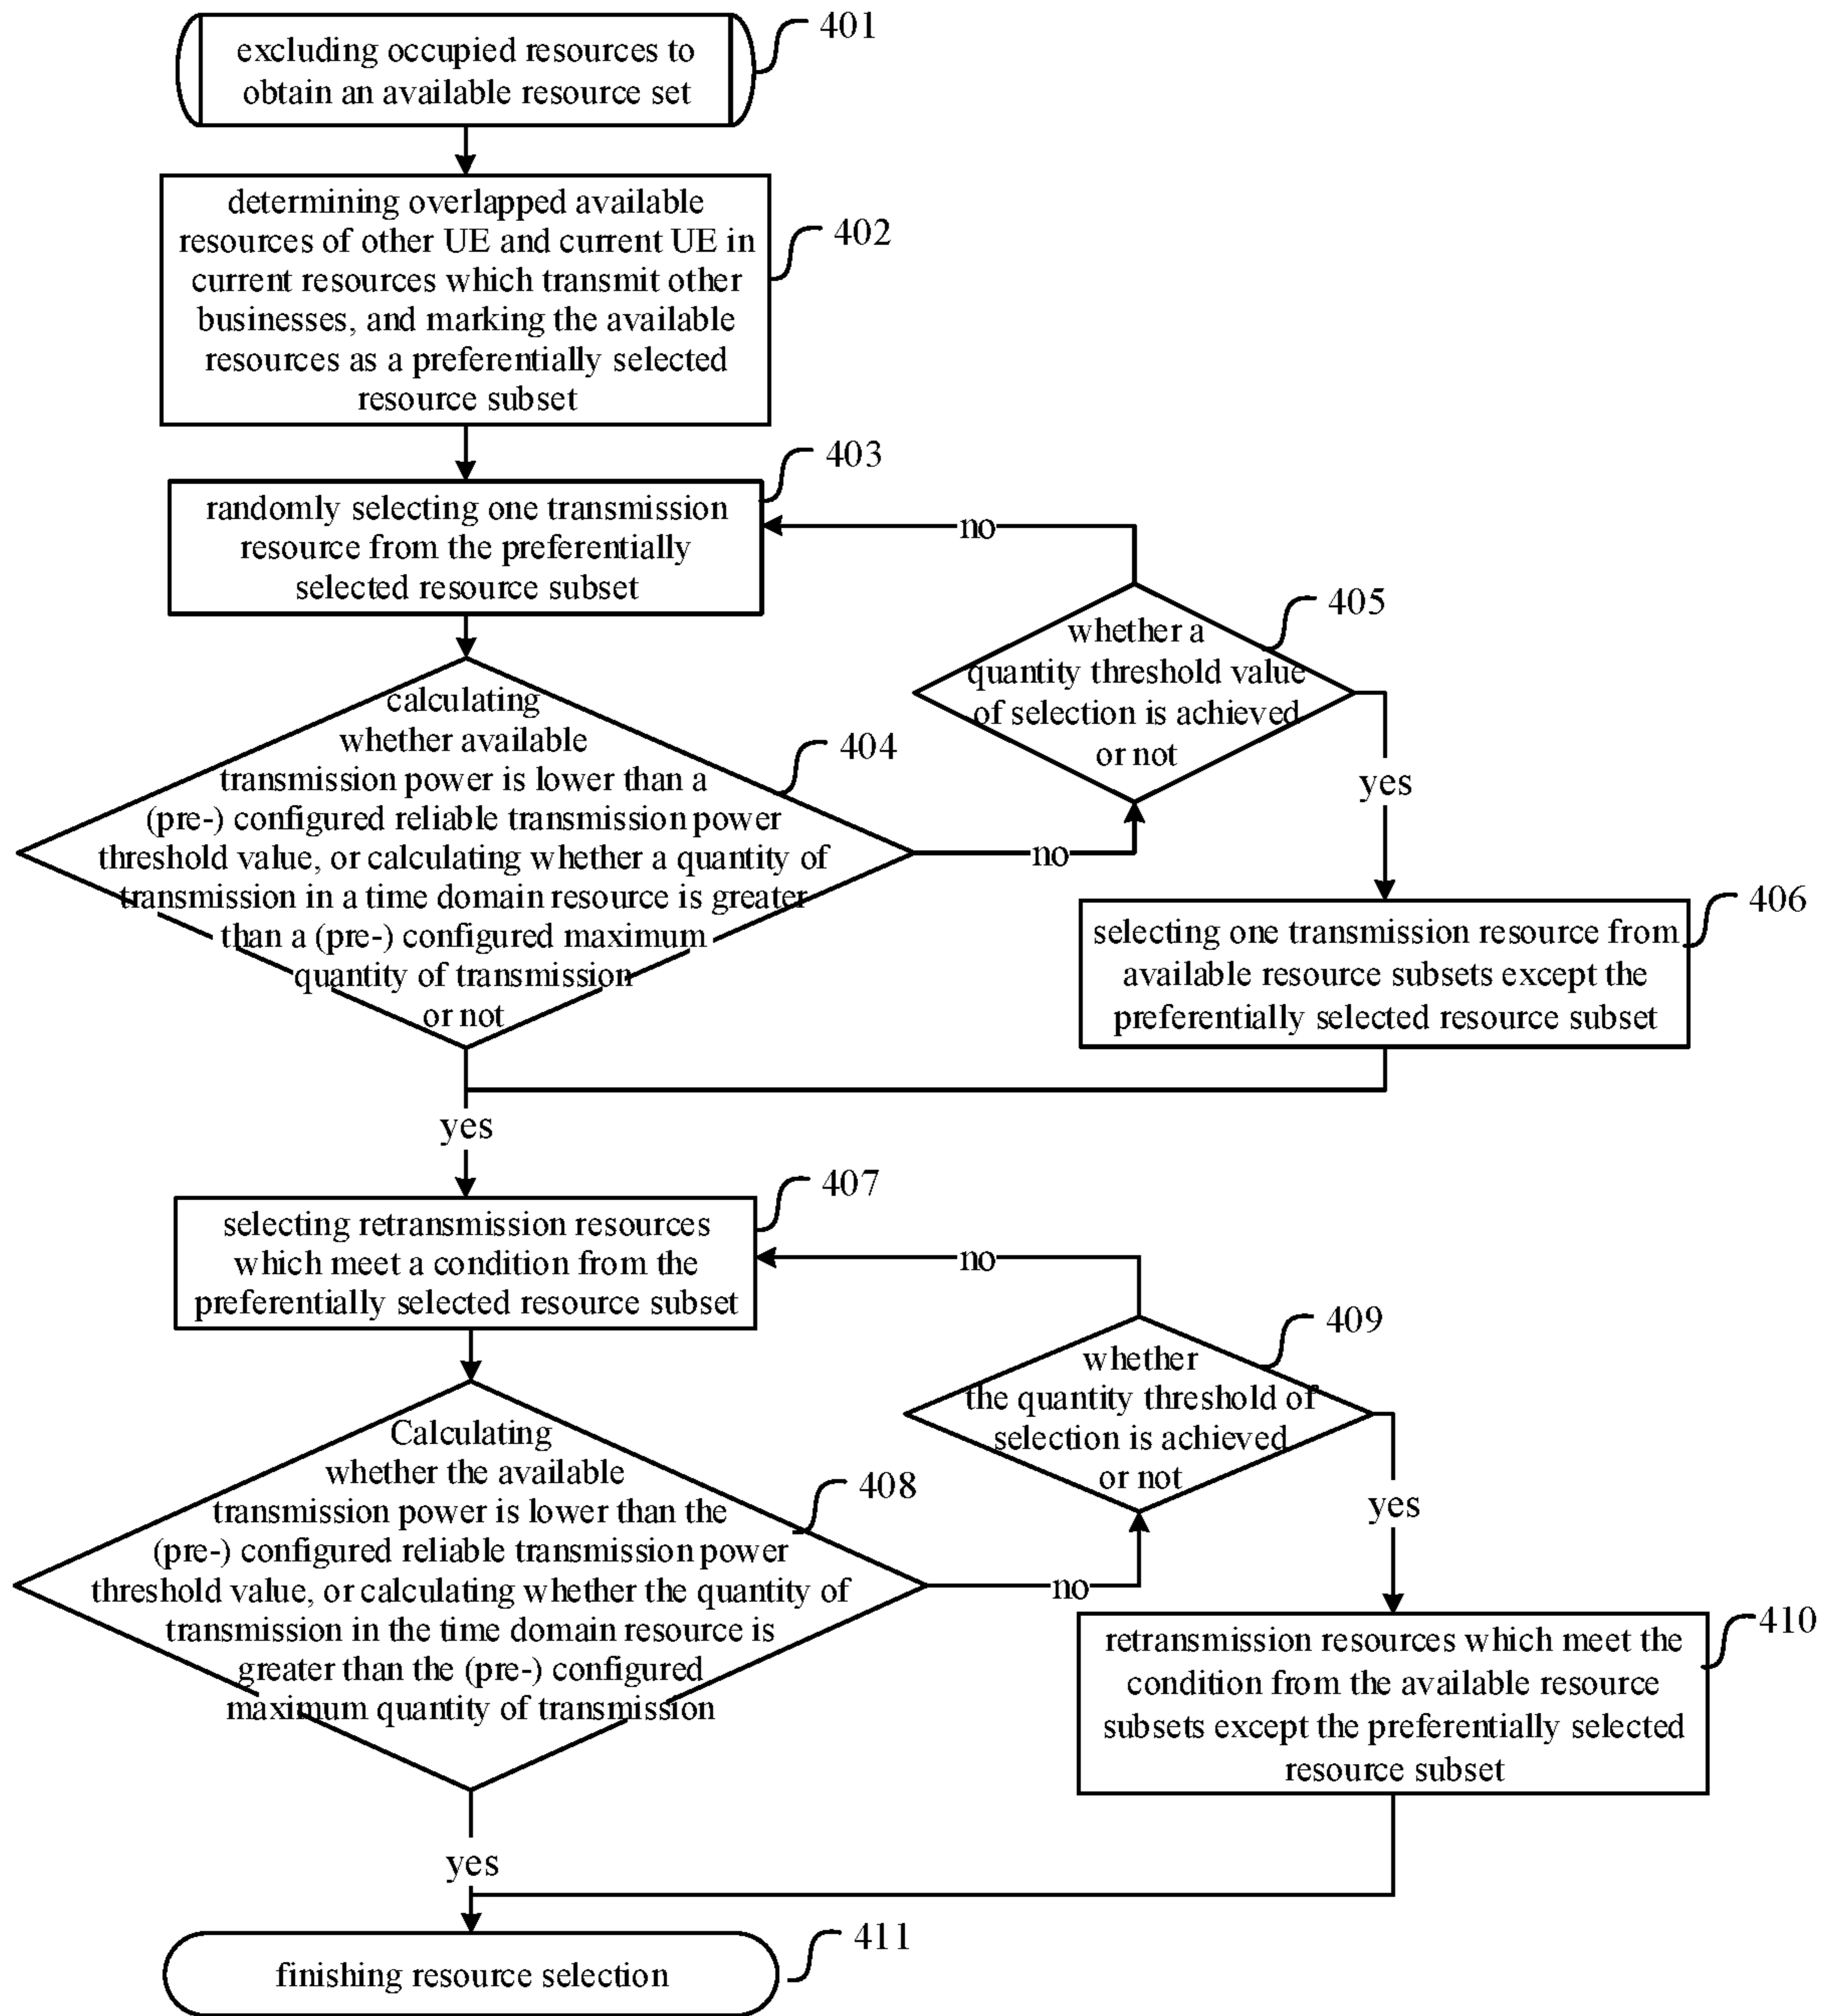 excluding occupied resources to
obtain an available resource set
401
determining overlapped available
resources of other UE and current UE in
current resources which transmit other
businesses, and marking the available
resources as a preferentially selected
resource subset
402
randomly selecting one transmission
resource from the preferentially
selected resource subset
403
no
calculating
whether available
transmission power is lower than a
(pre-) configured reliable transmission power
threshold value, or calculating whether a quantity of
transmission in a time domain resource is greater
than a (pre-) configured maximum
quantity of transmission
or not
404
no
whether a
quantity threshold value
of selection is achieved
or not
405
yes
selecting one transmission resource from
available resource subsets except the
preferentially selected resource subset
406
yes
selecting retransmission resources
which meet a condition from the
preferentially selected resource subset
407
no
Calculating
whether the available
transmission power is lower than the
(pre-) configured reliable transmission power
threshold value, or calculating whether the quantity of
transmission in the time domain resource is
greater than the (pre-) configured
maximum quantity of transmission
408
no
whether
the quantity threshold of
selection is achieved
or not
409
yes
retransmission resources which meet the
condition from the available resource
subsets except the preferentially selected
resource subset
410
yes
finishing resource selection
411